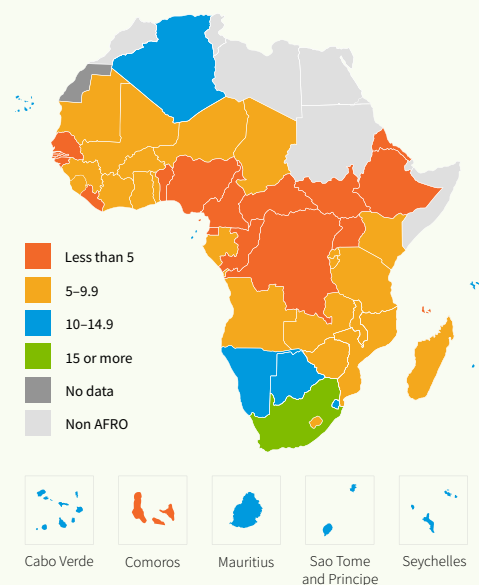 Less than 5
5–9.9
10–14.9
15 or more
No data
Non AFRO
Cabo Verde
Comoros
Mauritius
Sao Tome
and Principe
Seychelles